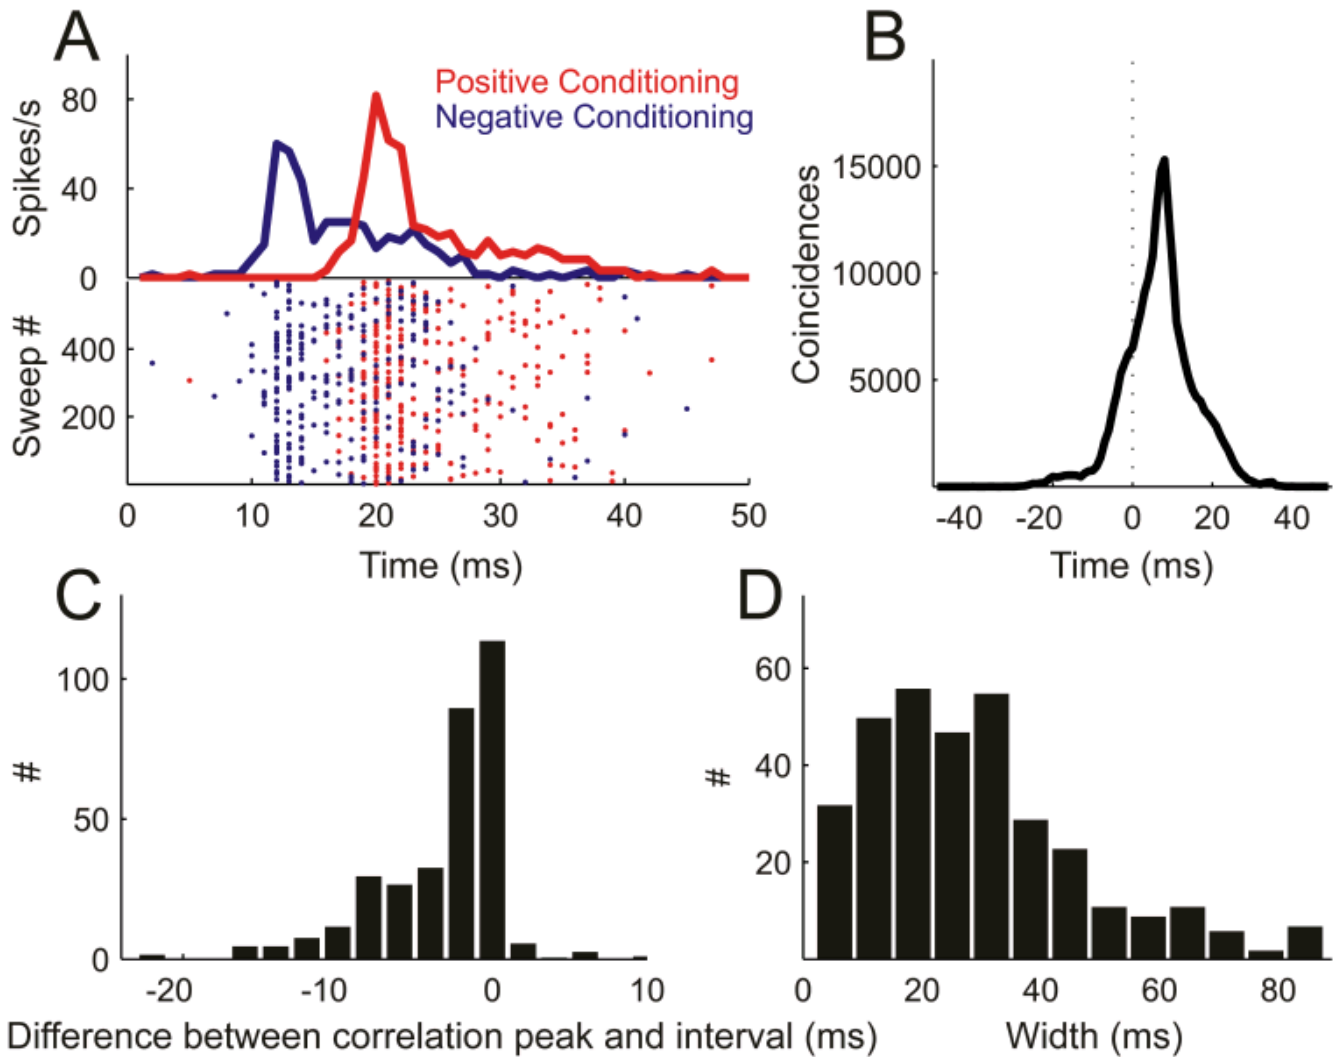 A
Spikes/s
80
40
0
Positive Conditioning
Negative Conditioning
Sweep #
400
200
0
10
20
30
40
50
Time (ms)
B
Coincidences
15000
10000
5000
-40
-20
0
20
40
Time (ms)
C
#
100
50
0
-20
-10
0
10
Difference between correlation peak and interval (ms)
D
#
60
40
20
0
20
40
60
80
Width (ms)